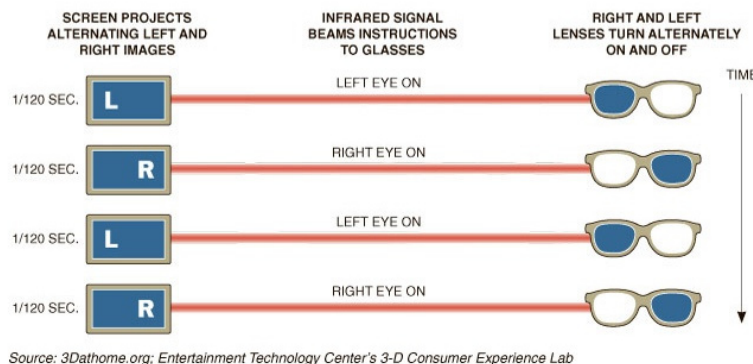 SCREEN PROJECTS
ALTERNATING LEFT AND
RIGHT IMAGES
INFRARED SIGNAL
BEAMS INSTRUCTIONS
TO GLASSES
RIGHT AND LEFT
LENSES TURN ALTERNATELY
ON AND OFF
TIME
1/120 SEC.
L
LEFT EYE ON
1/120 SEC.
R
RIGHT EYE ON
1/120 SEC.
L
LEFT EYE ON
1/120 SEC.
R
RIGHT EYE ON
Source: 3Dathome.org; Entertainment Technology Center's 3-D Consumer Experience Lab